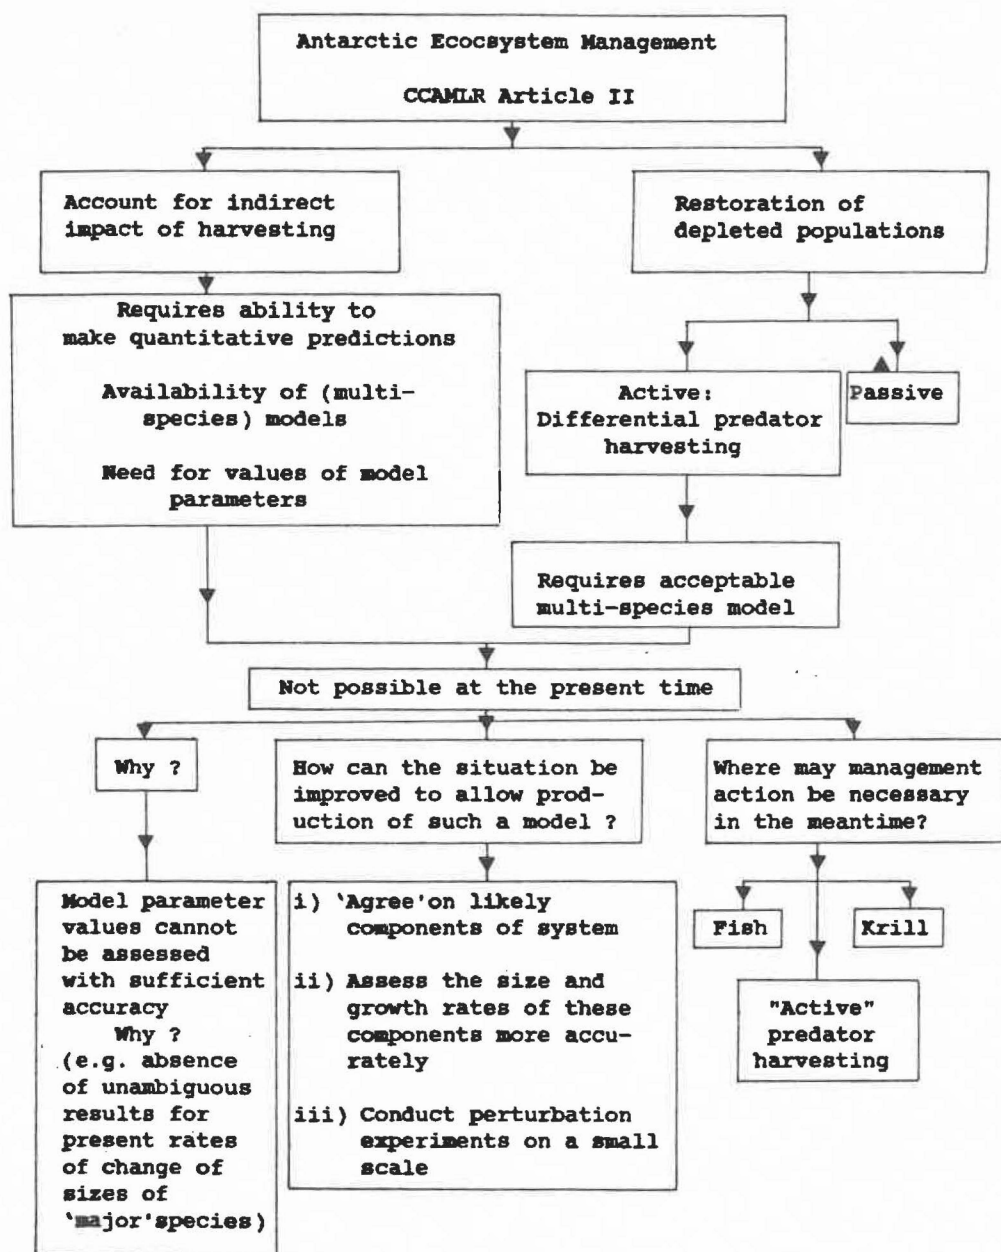 Antarctic Ecocsystem Management
CCAMLR Article II
Account for indirect
impact of harvesting
Restoration of
depleted populations
Requires ability to
make quantitative predictions
Availability of (multi-
species) models
Need for values of model
parameters
Active:
Differential predator
harvesting
Passive
Requires acceptable
multi-species model
Not possible at the present time
Why ?
How can the situation be
improved to allow prod-
uction of such a model ?
Where may management
action be necessary
in the meantime?
Model parameter
values cannot
be assessed
with sufficient
accuracy
Why ?
(e.g. absence
of unambiguous
results for
present rates
of change of
sizes of
'major'species)
i) 'Agree'on likely
components of system
ii) Assess the size and
growth rates of these
components more accu-
rately
iii) Conduct perturbation
experiments on a small
scale
Fish
Krill
"Active"
predator
harvesting